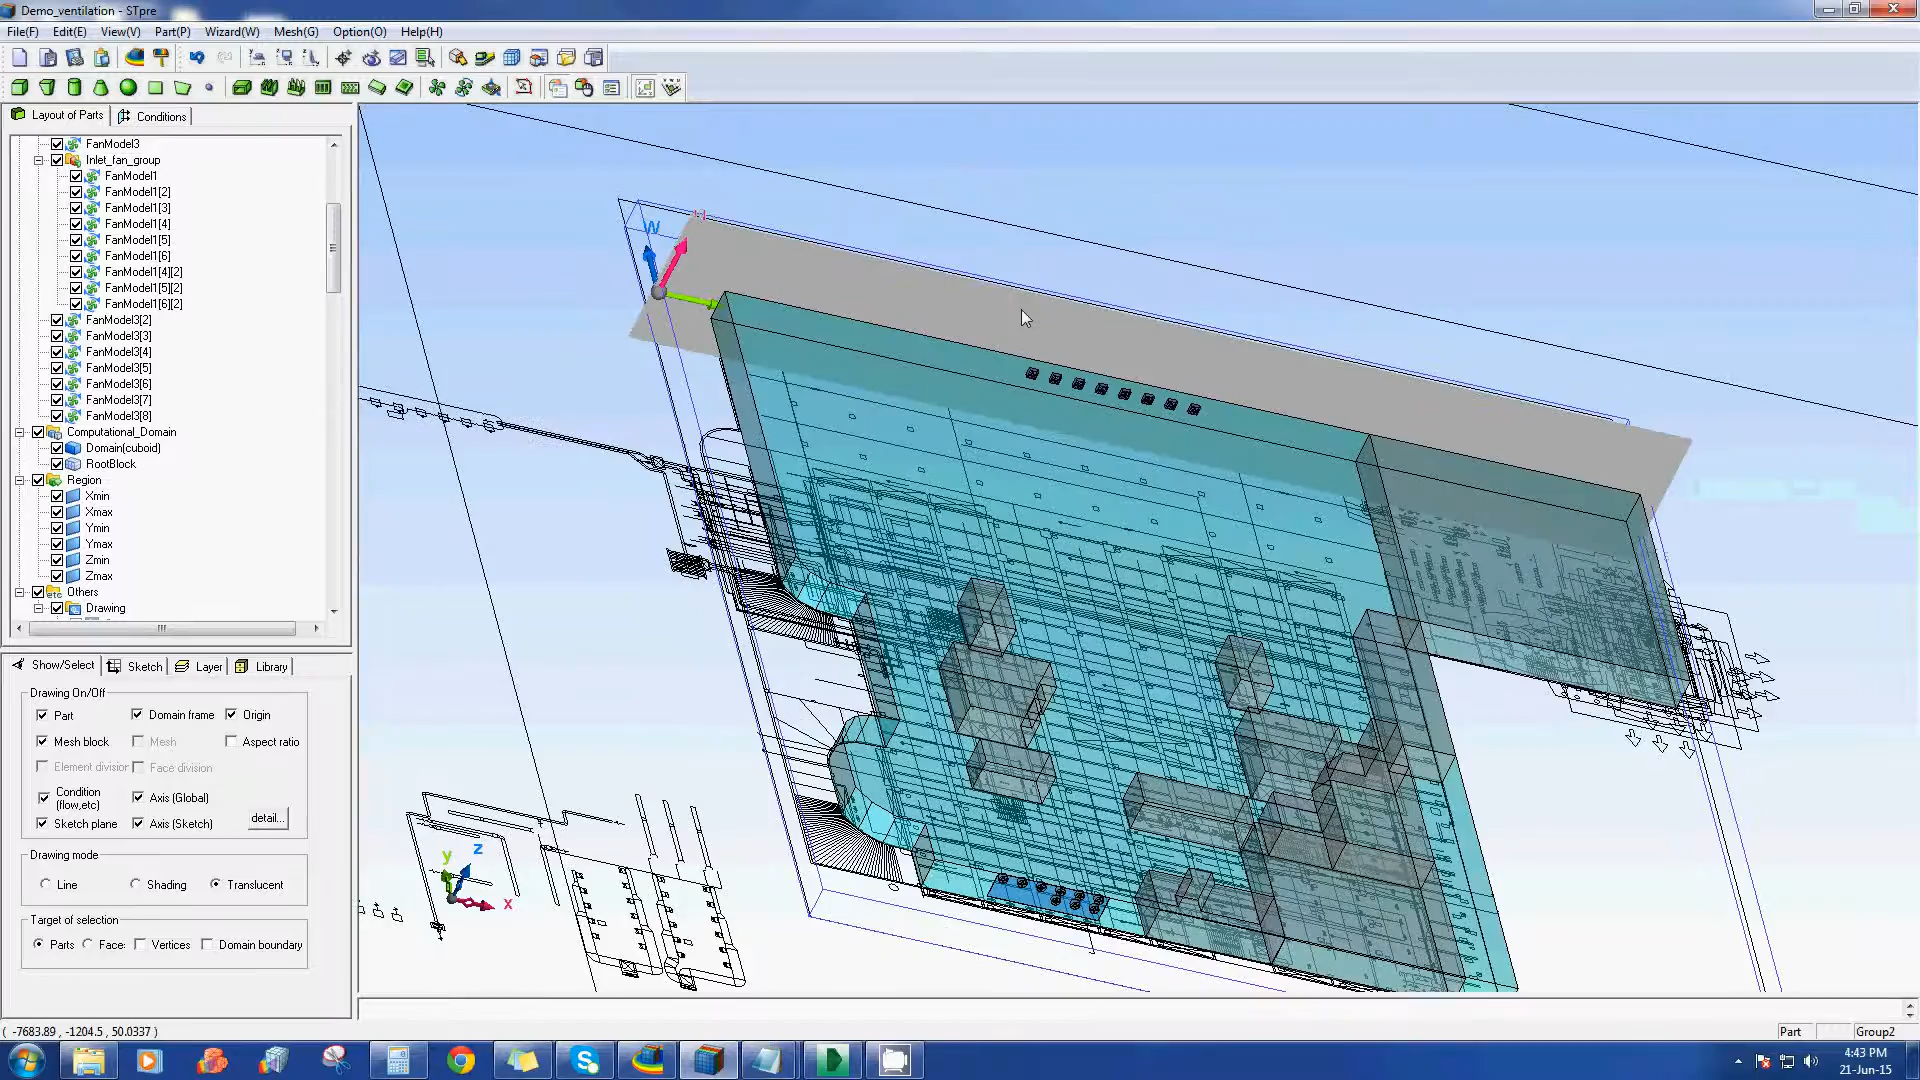 Demo_ventilation - STpre
File(F) Edit(E) View(V) Part(P) Wizard(W) Mesh(G) Option(O) Help(H)
Layout of Parts Conditions
FanModel3
Inlet_fan_group
FanModel1
FanModel1[2]
FanModel1[3]
FanModel1[4]
FanModel1[5]
FanModel1[6]
FanModel1[4][2]
FanModel1[5][2]
FanModel1[6][2]
FanModel3[2]
FanModel3[3]
FanModel3[4]
FanModel3[5]
FanModel3[6]
FanModel3[7]
FanModel3[8]
Computational_Domain
Domain(cuboid)
RootBlock
Region
Xmin
Xmax
Ymin
Ymax
Zmin
Zmax
etc Others
Drawing
W
Show/Select Sketch Layer Library
Drawing On/Off
Part Domain frame Origin
Mesh block Mesh Aspect ratio
Element division Face division
Condition (flow,etc) Axis (Global)
Sketch plane Axis (Sketch) detail...
Drawing mode
Line Shading Translucent
Target of selection
Parts Face: Vertices Domain boundary
y z
x
( -7683.89 , -1204.5 , 50.0337 )
Part Group2
4:43 PM
21-Jun-15